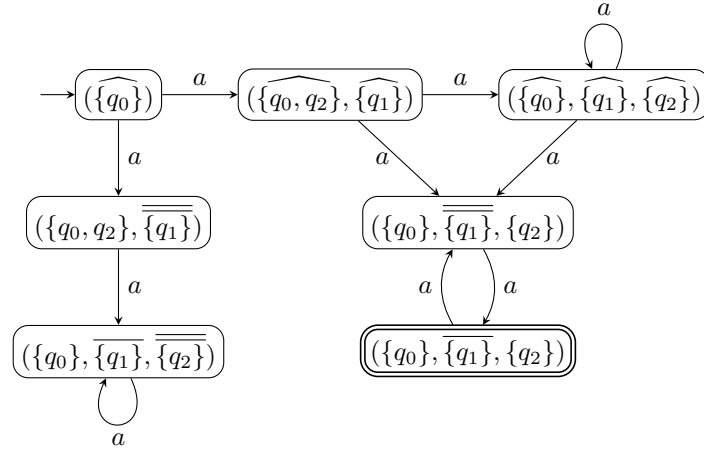 a
({q₀}^) a ({q₀, q₂}^, {q₁}^) a ({q₀}^, {q₁}^, {q₂}^)
a a a
({q₀, q₂}, {q₁}̿) ({q₀}, {q₁}̿, {q₂})
a a a
({q₀}, {q₁}̅, {q₂}̿) ({q₀}, {q₁}̅, {q₂})
a